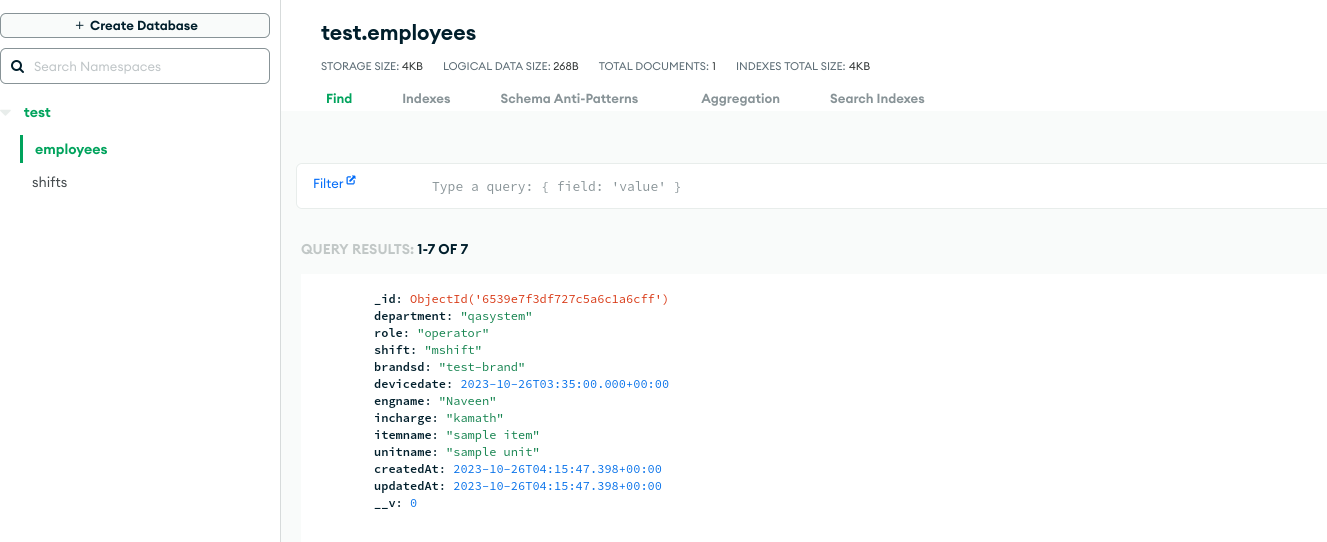 + Create Database
Search Namespaces
test
employees
shifts
test.employees
STORAGE SIZE: 4KB LOGICAL DATA SIZE: 268B TOTAL DOCUMENTS: 1 INDEXES TOTAL SIZE: 4KB
Find Indexes Schema Anti-Patterns Aggregation Search Indexes
Filter Type a query: { field: 'value' }
QUERY RESULTS: 1-7 OF 7
_id: ObjectId('6539e7f3df727c5a6c1a6cff')
department: "qasystem"
role: "operator"
shift: "mshift"
brandsd: "test-brand"
devicedate: 2023-10-26T03:35:00.000+00:00
engname: "Naveen"
incharge: "kamath"
itemname: "sample item"
unitname: "sample unit"
createdAt: 2023-10-26T04:15:47.398+00:00
updatedAt: 2023-10-26T04:15:47.398+00:00
__v: 0